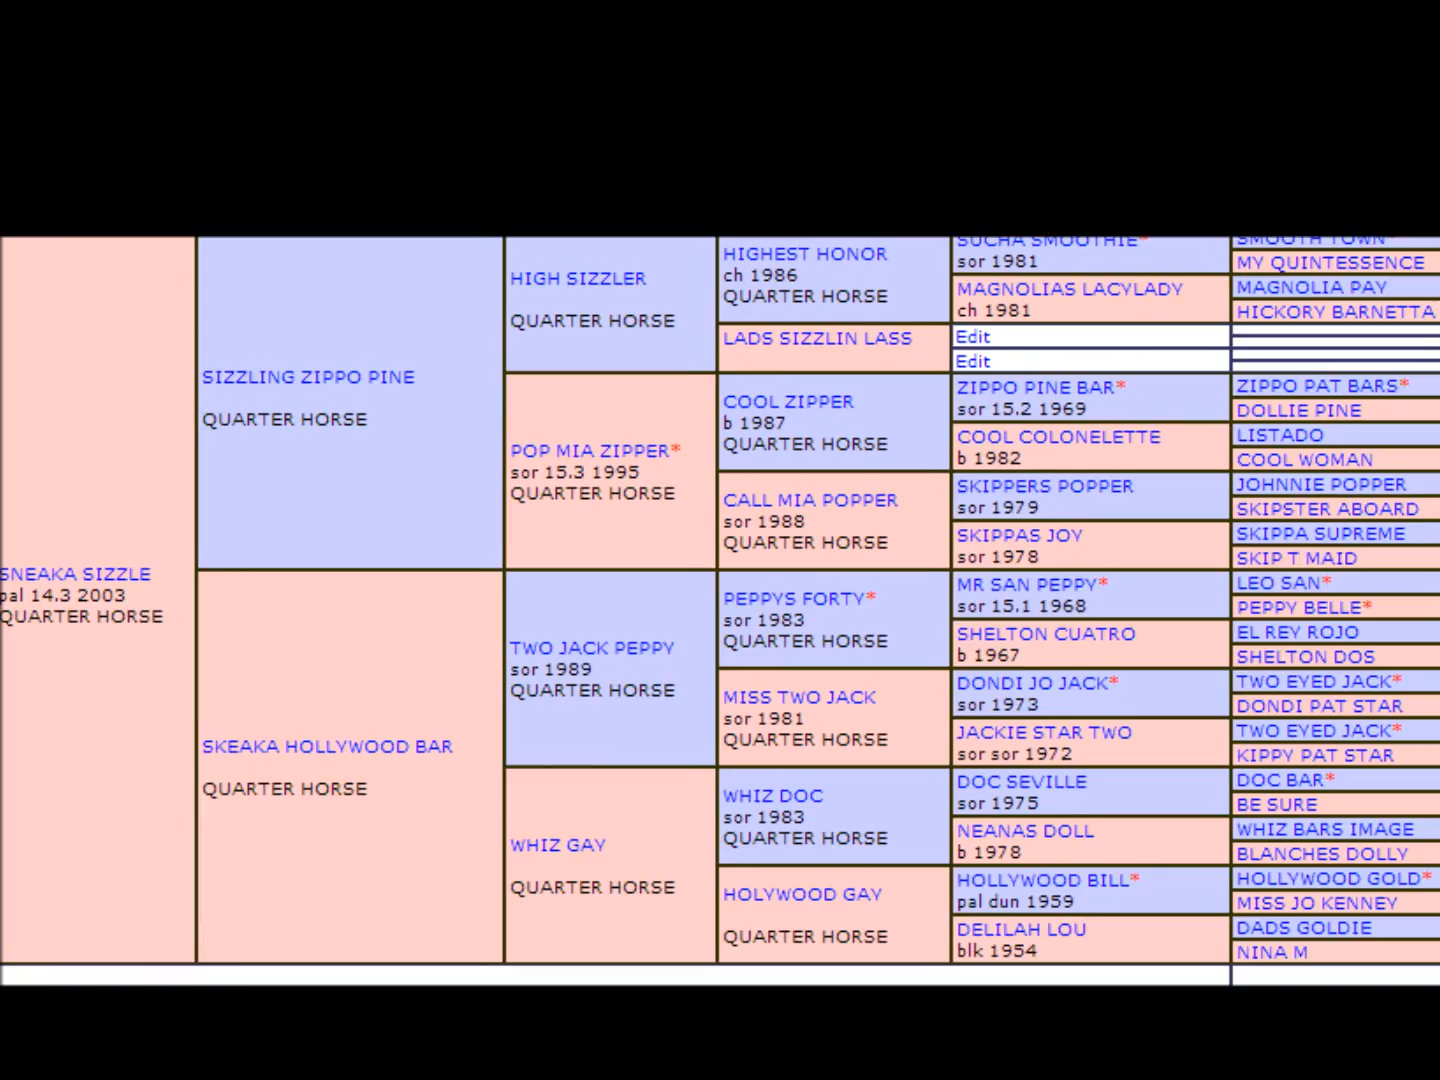 SNEAKA SIZZLE
pal 14.3 2003
QUARTER HORSE
SIZZLING ZIPPO PINE
QUARTER HORSE
SKEAKA HOLLYWOOD BAR
QUARTER HORSE
HIGH SIZZLER
QUARTER HORSE
POP MIA ZIPPER*
sor 15.3 1995
QUARTER HORSE
TWO JACK PEPPY
sor 1989
QUARTER HORSE
WHIZ GAY
QUARTER HORSE
HIGHEST HONOR
ch 1986
QUARTER HORSE
LADS SIZZLIN LASS
COOL ZIPPER
b 1987
QUARTER HORSE
CALL MIA POPPER
sor 1988
QUARTER HORSE
PEPPYS FORTY*
sor 1983
QUARTER HORSE
MISS TWO JACK
sor 1981
QUARTER HORSE
WHIZ DOC
sor 1983
QUARTER HORSE
HOLYWOOD GAY
QUARTER HORSE
SUCHA SMOOTHIE*
sor 1981
MAGNOLIAS LACYLADY
ch 1981
Edit
Edit
ZIPPO PINE BAR*
sor 15.2 1969
COOL COLONELETTE
b 1982
SKIPPERS POPPER
sor 1979
SKIPPAS JOY
sor 1978
MR SAN PEPPY*
sor 15.1 1968
SHELTON CUATRO
b 1967
DONDI JO JACK*
sor 1973
JACKIE STAR TWO
sor sor 1972
DOC SEVILLE
sor 1975
NEANAS DOLL
b 1978
HOLLYWOOD BILL*
pal dun 1959
DELILAH LOU
blk 1954
SMOOTH TOWN*
MY QUINTESSENCE
MAGNOLIA PAY
HICKORY BARNETTA
ZIPPO PAT BARS*
DOLLIE PINE
LISTADO
COOL WOMAN
JOHNNIE POPPER
SKIPSTER ABOARD
SKIPPA SUPREME
SKIP T MAID
LEO SAN*
PEPPY BELLE*
EL REY ROJO
SHELTON DOS
TWO EYED JACK*
DONDI PAT STAR
TWO EYED JACK*
KIPPY PAT STAR
DOC BAR*
BE SURE
WHIZ BARS IMAGE
BLANCHES DOLLY
HOLLYWOOD GOLD*
MISS JO KENNEY
DADS GOLDIE
NINA M